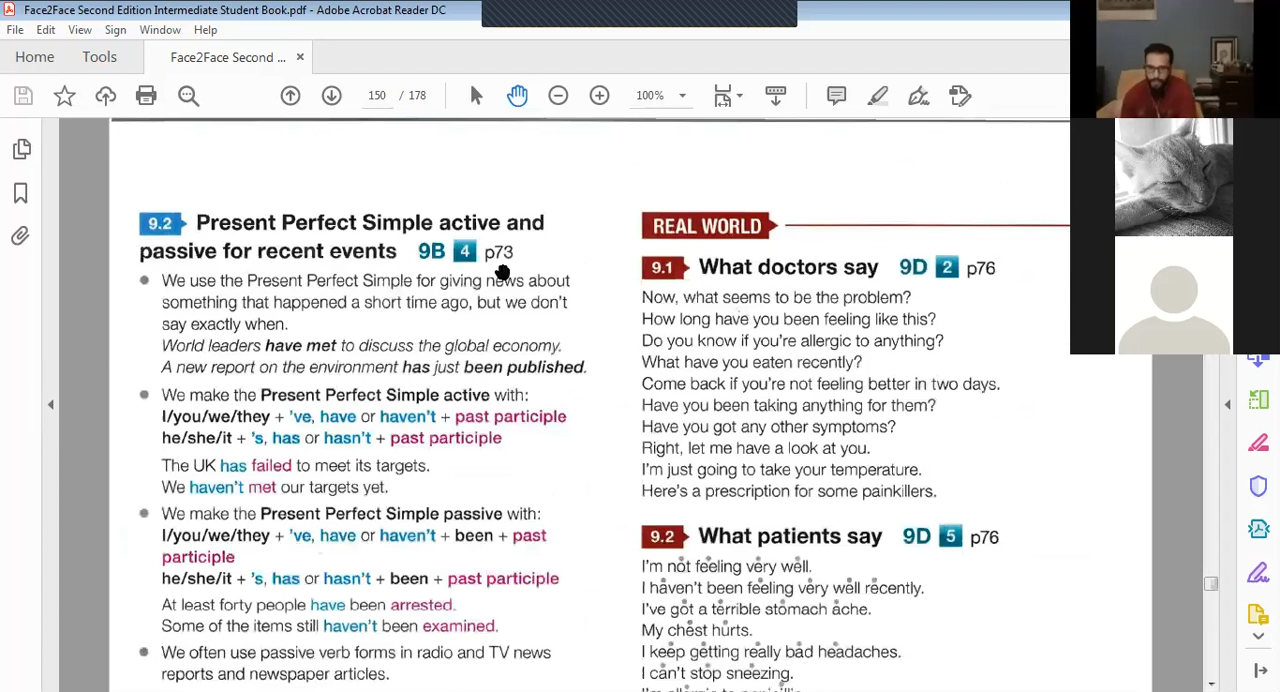 Face2Face Second Edition Intermediate Student Book.pdf - Adobe Acrobat Reader DC
File Edit View Sign Window Help
Home Tools Face2Face Second ... ×
150 / 178 100%
9.2 Present Perfect Simple active and
passive for recent events 9B 4 p73
• We use the Present Perfect Simple for giving news about
something that happened a short time ago, but we don't
say exactly when.
World leaders have met to discuss the global economy.
A new report on the environment has just been published.
• We make the Present Perfect Simple active with:
I/you/we/they + 've, have or haven't + past participle
he/she/it + 's, has or hasn't + past participle
The UK has failed to meet its targets.
We haven't met our targets yet.
• We make the Present Perfect Simple passive with:
I/you/we/they + 've, have or haven't + been + past
participle
he/she/it + 's, has or hasn't + been + past participle
At least forty people have been arrested.
Some of the items still haven't been examined.
• We often use passive verb forms in radio and TV news
reports and newspaper articles.
REAL WORLD
9.1 What doctors say 9D 2 p76
Now, what seems to be the problem?
How long have you been feeling like this?
Do you know if you're allergic to anything?
What have you eaten recently?
Come back if you're not feeling better in two days.
Have you been taking anything for them?
Have you got any other symptoms?
Right, let me have a look at you.
I'm just going to take your temperature.
Here's a prescription for some painkillers.
9.2 What patients say 9D 5 p76
I'm not feeling very well.
I haven't been feeling very well recently.
I've got a terrible stomach ache.
My chest hurts.
I keep getting really bad headaches.
I can't stop sneezing.
I'm allergic to penicillin.